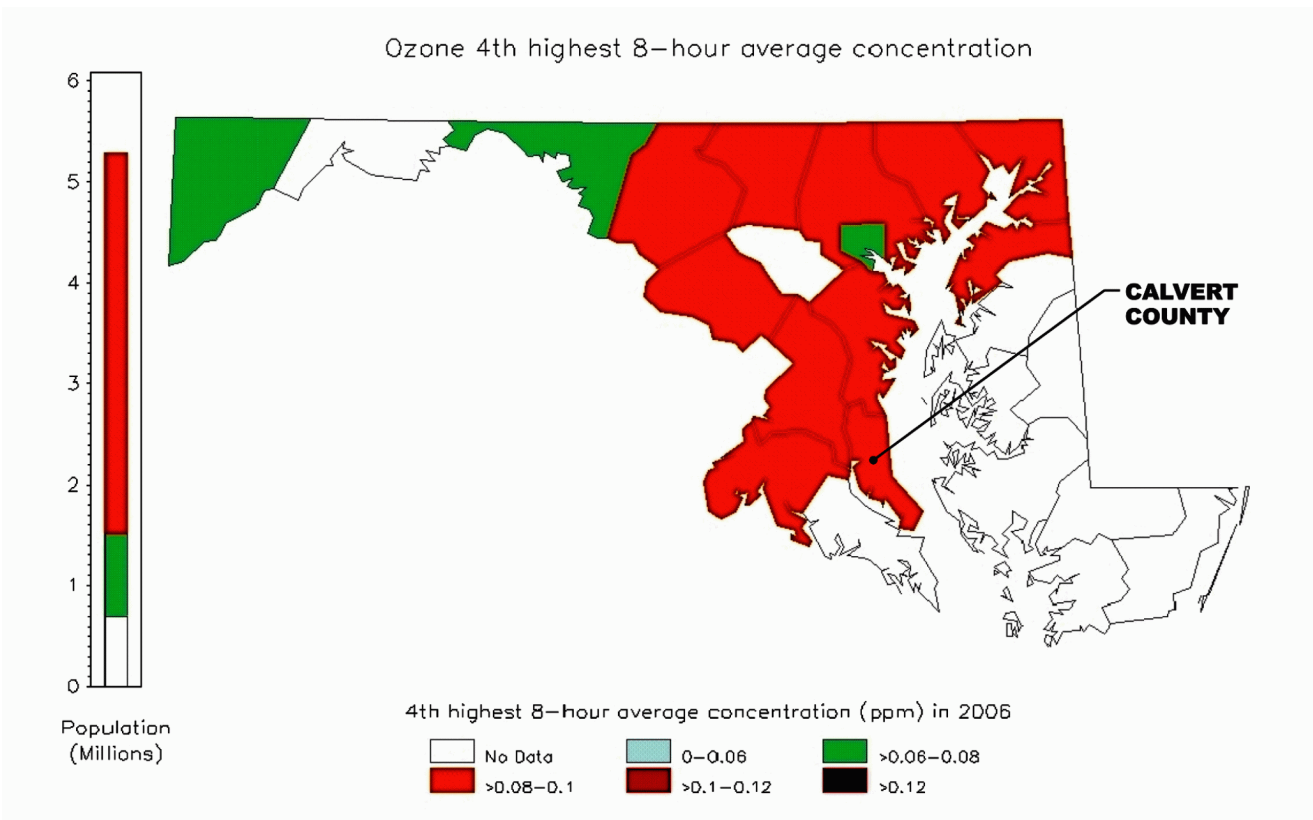 Ozone 4th highest 8-hour average concentration
6
5
4
3
2
1
0
Population
(Millions)
CALVERT
COUNTY
4th highest 8-hour average concentration (ppm) in 2006
No Data
0-0.06
>0.06-0.08
>0.08-0.1
>0.1-0.12
>0.12